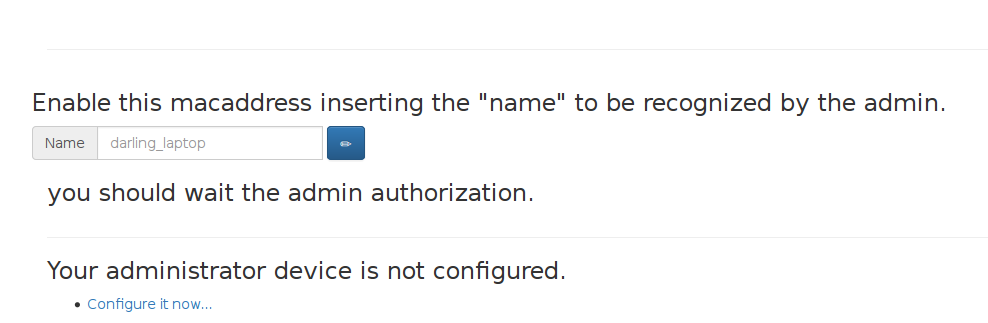 Enable this macaddress inserting the "name" to be recognized by the admin.
Name darling_laptop
you should wait the admin authorization.
Your administrator device is not configured.
Configure it now...